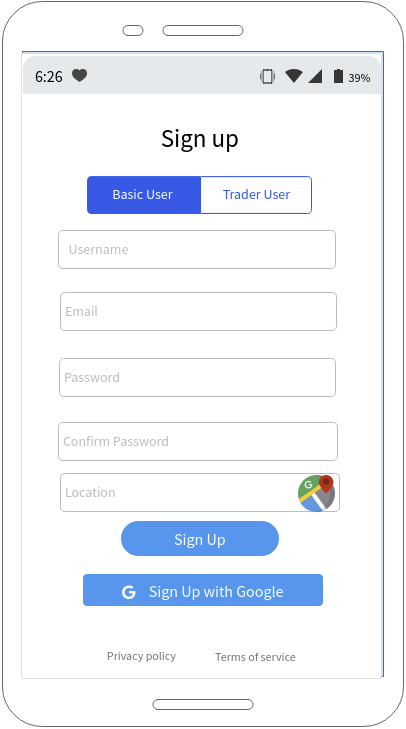 6:26 39%
Sign up
Basic User Trader User
Username
Email
Password
Confirm Password
Location G
Sign Up
G Sign Up with Google
Privacy policy Terms of service